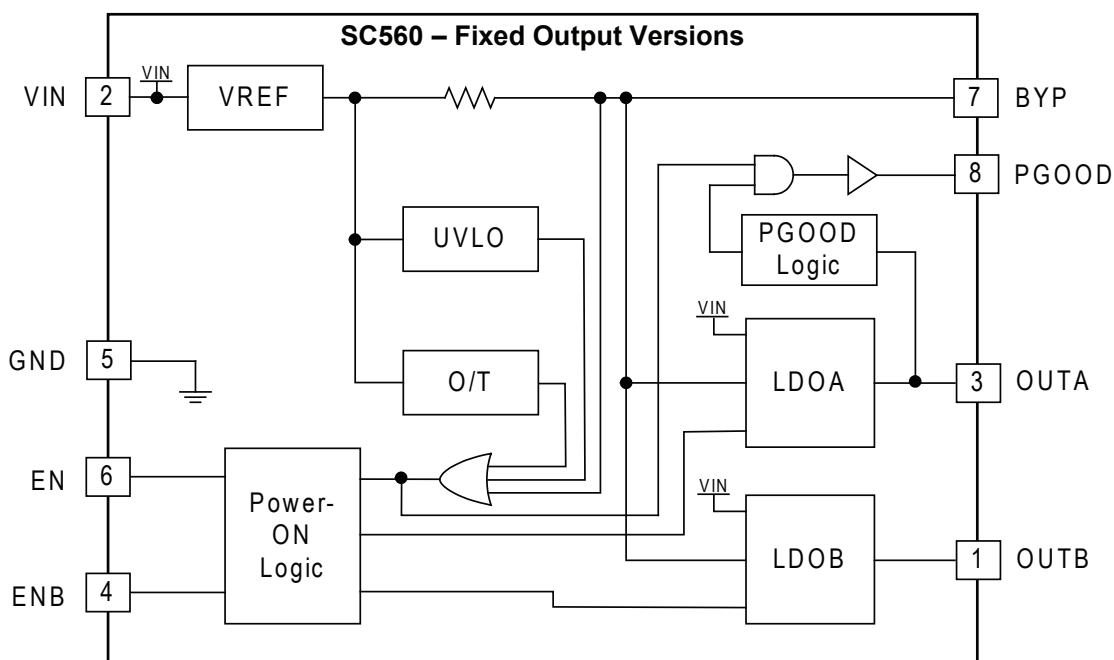 SC560 – Fixed Output Versions
VIN
2
VIN
VREF
7
BYP
8
PGOOD
UVLO
PGOOD
Logic
VIN
GND
5
O/T
LDOA
3
OUTA
EN
6
Power-
ON
Logic
VIN
LDOB
1
OUTB
ENB
4